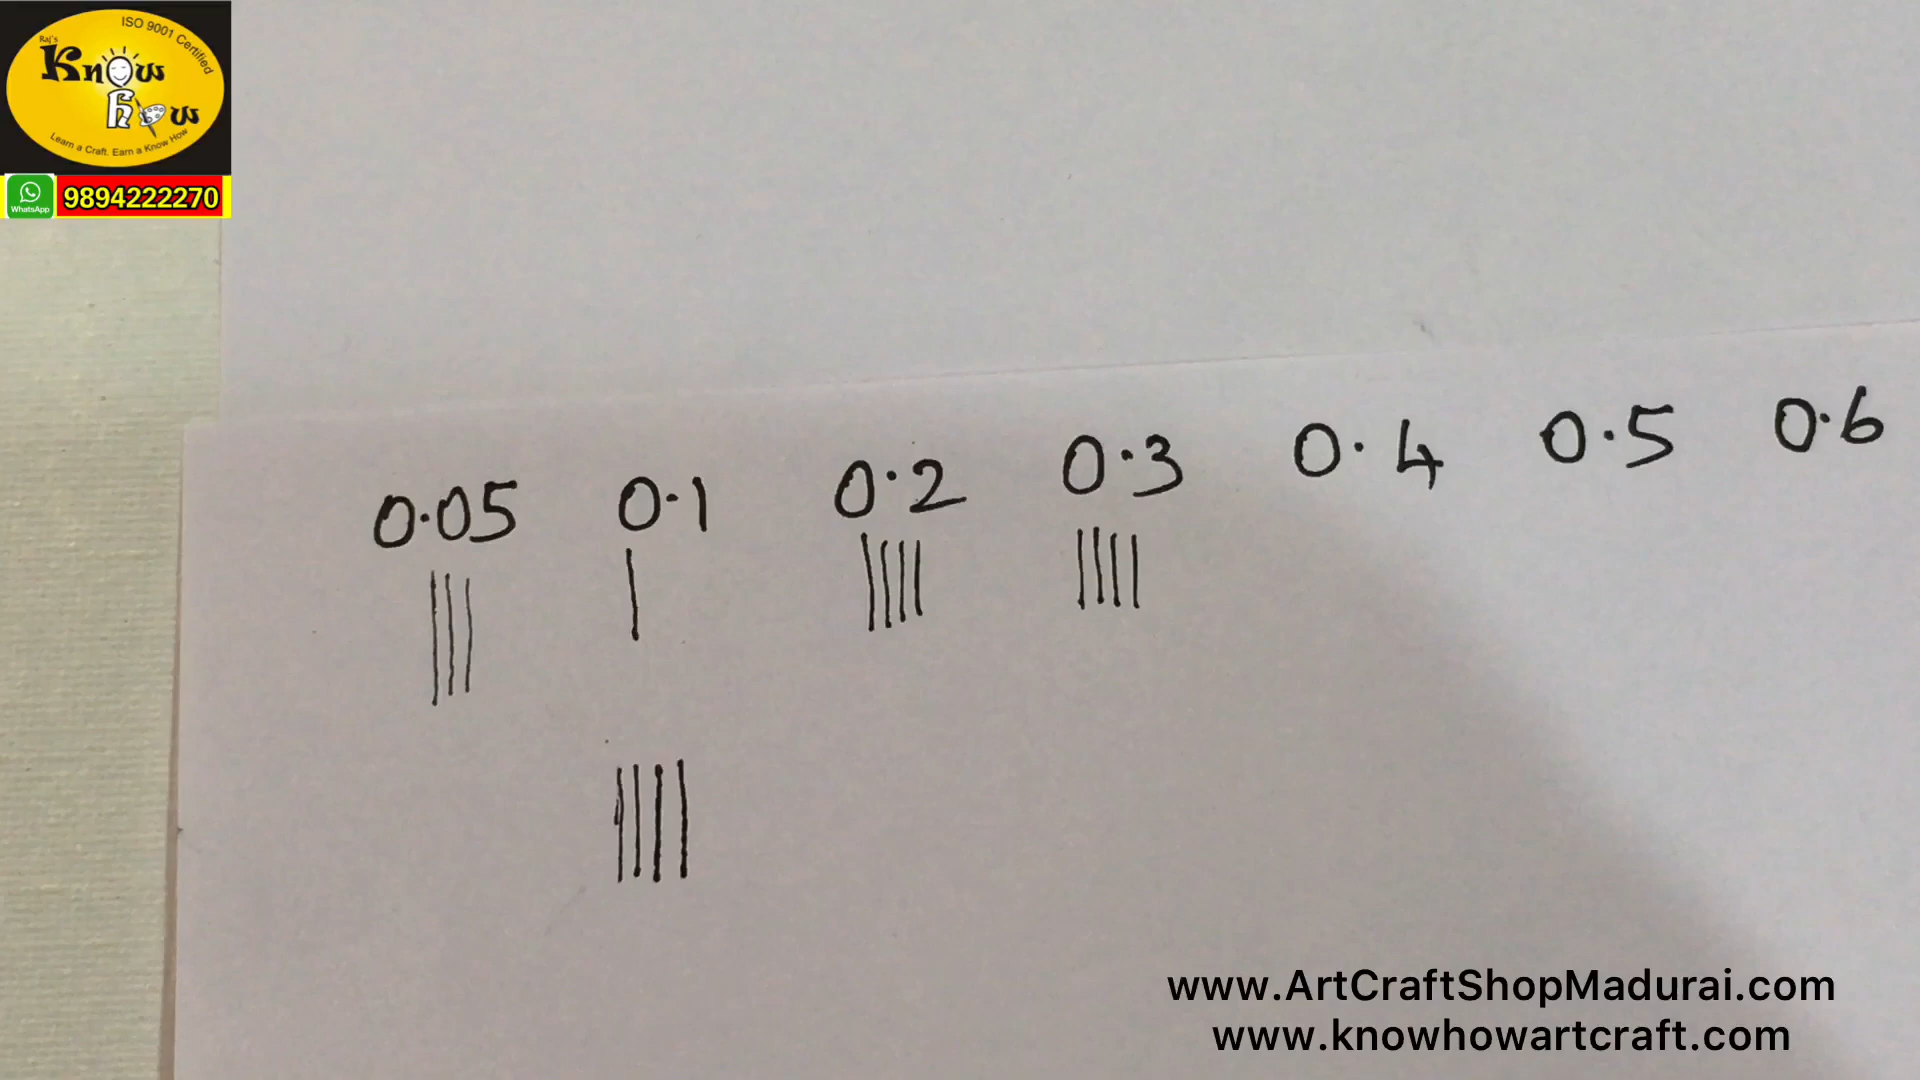 ISO 9001 Certified
Raj's
Know
How
Learn a Craft. Earn a Know How
WhatsApp
9894222270
0.05 0.1 0.2 0.3 0.4 0.5 0.6
www.ArtCraftShopMadurai.com
www.knowhowartcraft.com